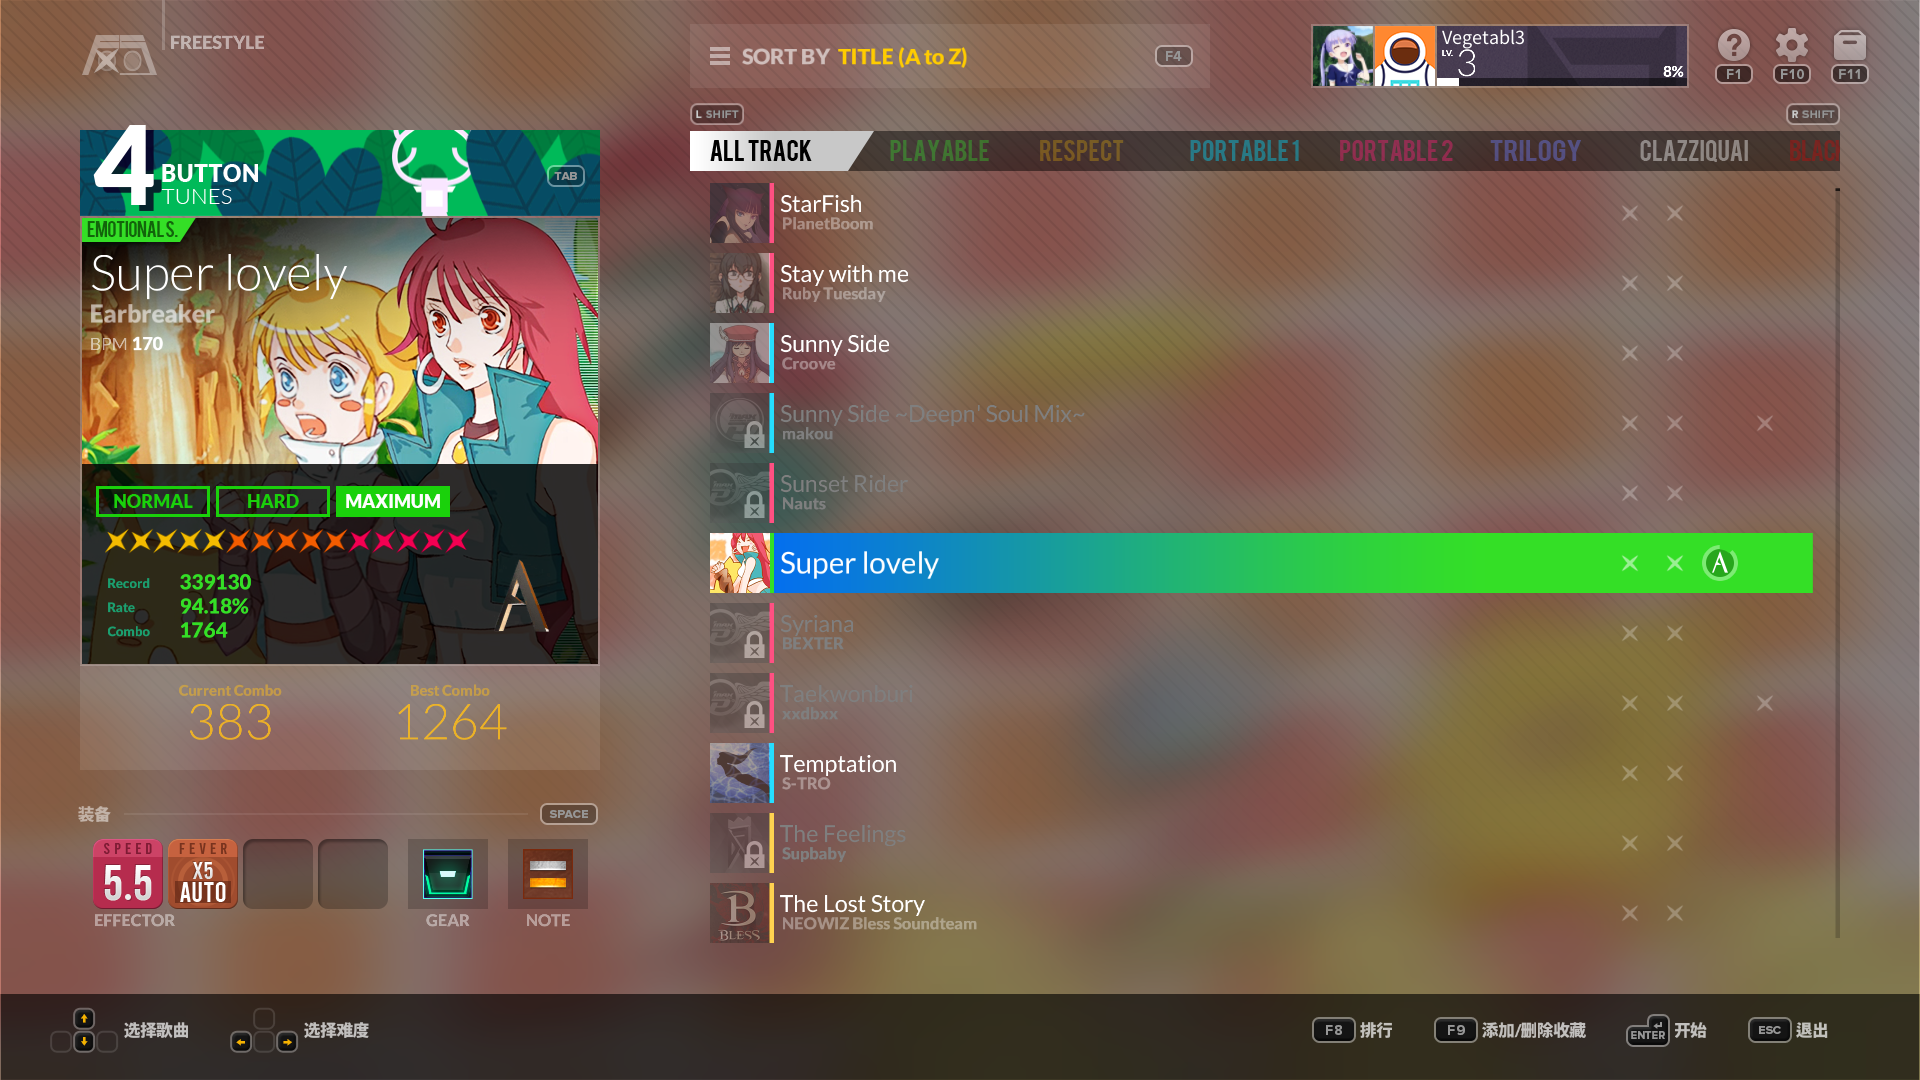 FREESTYLE
SORT BY TITLE (A to Z)
F4
Vegetabl3
LV. 3
8%
F1
F10
F11
L SHIFT
R SHIFT
ALL TRACK
PLAYABLE
RESPECT
PORTABLE 1
PORTABLE 2
TRILOGY
CLAZZIQUAI
BLAC
4 BUTTON
TUNES
TAB
EMOTIONAL S.
Super lovely
Earbreaker
BPM 170
NORMAL
HARD
MAXIMUM
Record 339130
Rate 94.18%
Combo 1764
A
Current Combo
383
Best Combo
1264
装备
SPACE
SPEED
5.5
FEVER
X5
AUTO
EFFECTOR
GEAR
NOTE
StarFish
PlanetBoom
Stay with me
Ruby Tuesday
Sunny Side
Croove
Sunny Side ~Deepn' Soul Mix~
makou
Sunset Rider
Nauts
Super lovely
A
Syriana
BEXTER
Taekwonburi
xxdbxx
Temptation
S-TRO
The Feelings
Supbaby
B
BLESS
The Lost Story
NEOWIZ Bless Soundteam
选择歌曲
选择难度
F8 排行
F9 添加/删除收藏
ENTER 开始
ESC 退出